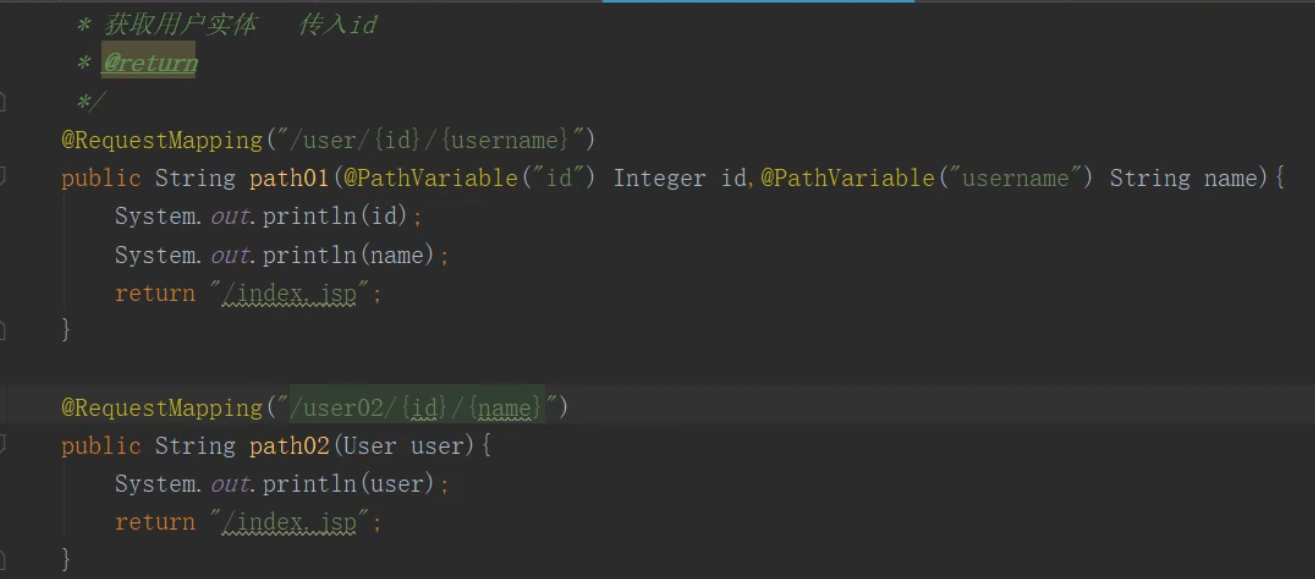 * 获取用户实体 传入id
* @return
*/
@RequestMapping("/user/{id}/{username}")
public String path01(@PathVariable("id") Integer id,@PathVariable("username") String name){
System.out.println(id);
System.out.println(name);
return "/index.jsp";
}
@RequestMapping("/user02/{id}/{name}")
public String path02(User user){
System.out.println(user);
return "/index.jsp";
}